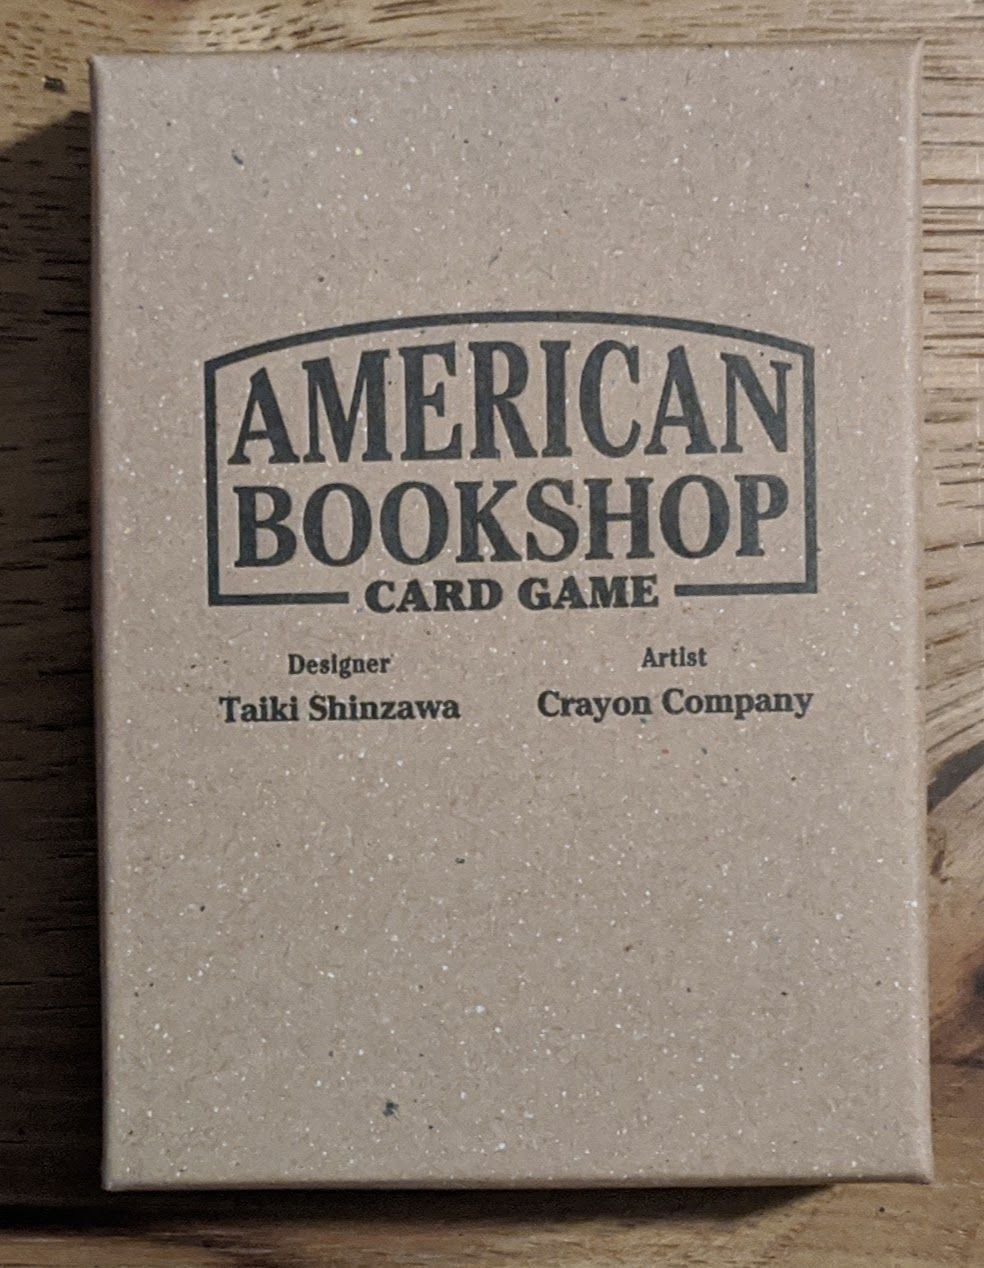 AMERICAN
BOOKSHOP
CARD GAME
Designer
Taiki Shinzawa
Artist
Crayon Company